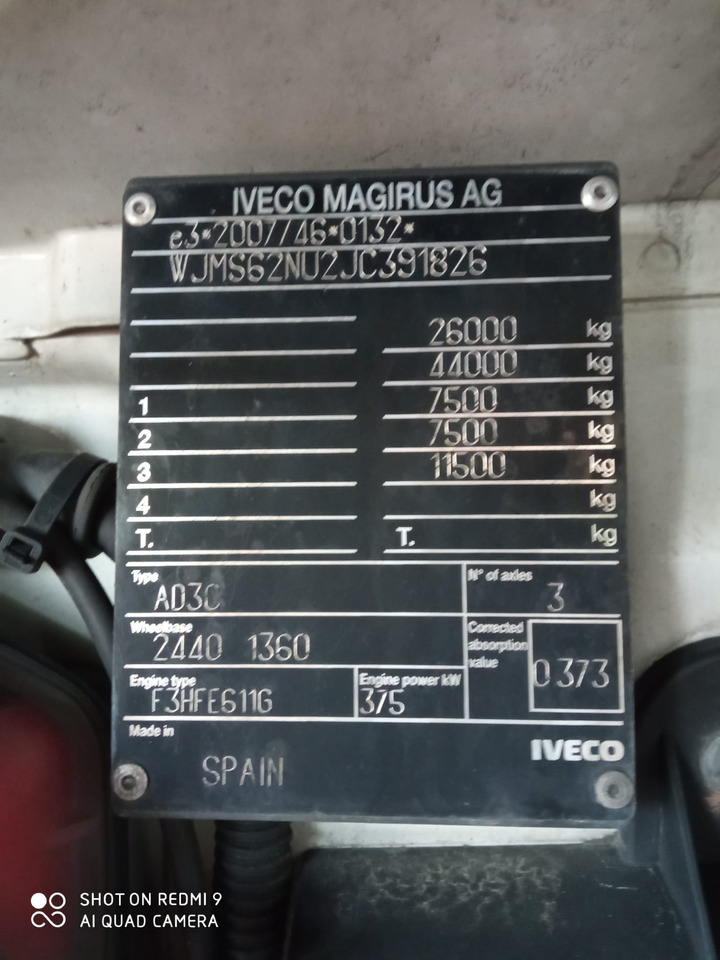 IVECO MAGIRUS AG
e3*2007/46*0132*
WJMS62NU2JC391826
26000 kg
44000 kg
1 7500 kg
2 7500 kg
3 11500 kg
4 kg
T. T. kg
Type N° of axles
AD3C 3
Wheelbase Corrected absorption value
2440 1360 0.373
Engine type Engine power kW
F3HFE611G 375
Made in IVECO
SPAIN
SHOT ON REDMI 9
AI QUAD CAMERA